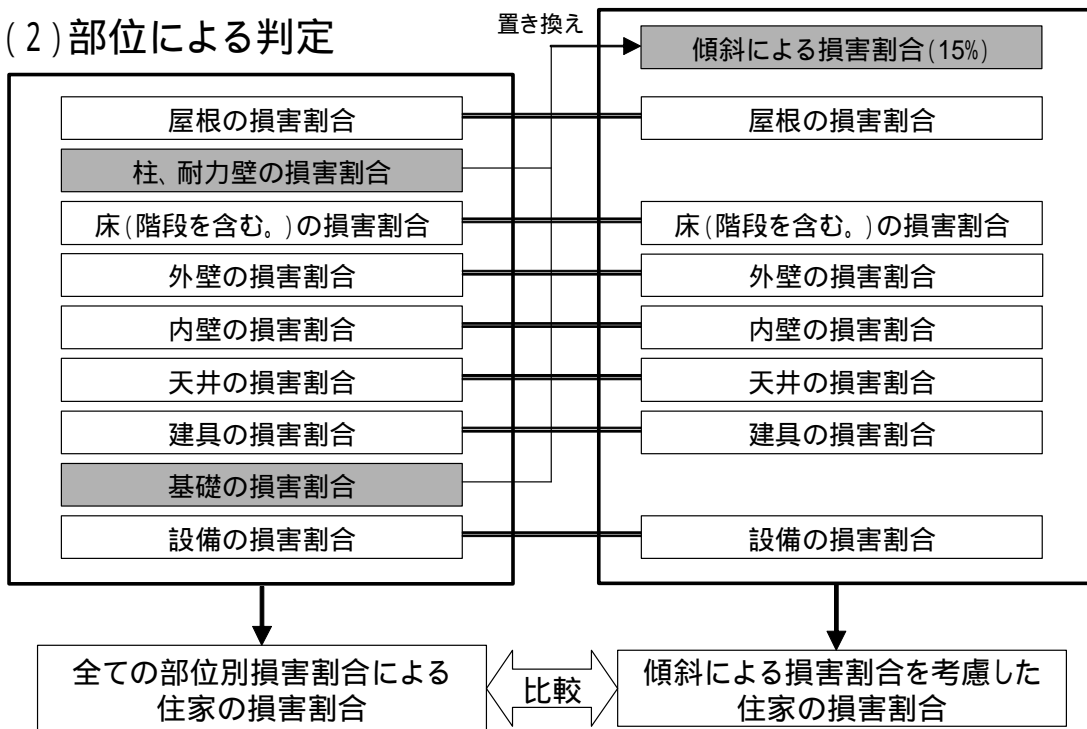 (2)部位による判定
置き換え
屋根の損害割合
柱、耐力壁の損害割合
床(階段を含む。)の損害割合
外壁の損害割合
内壁の損害割合
天井の損害割合
建具の損害割合
基礎の損害割合
設備の損害割合
傾斜による損害割合(15%)
屋根の損害割合
床(階段を含む。)の損害割合
外壁の損害割合
内壁の損害割合
天井の損害割合
建具の損害割合
設備の損害割合
全ての部位別損害割合による
住家の損害割合
比較
傾斜による損害割合を考慮した
住家の損害割合